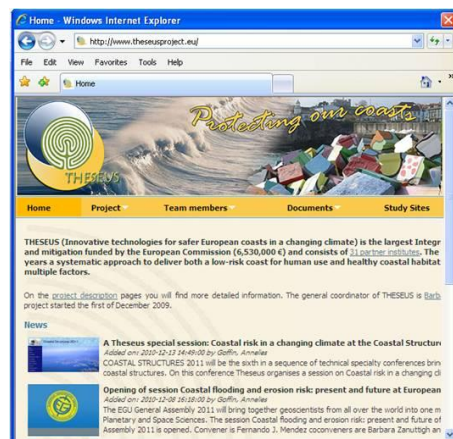 Home - Windows Internet Explorer
http://www.theseusproject.eu/
File Edit View Favorites Tools Help
Home
Protecting our coasts
THESEUS
Home Project Team members Documents Study Sites
THESEUS (Innovative technologies for safer European coasts in a changing climate) is the largest Integr
and mitigation funded by the European Commission (6,530,000 €) and consists of 31 partner institutes. The
years a systematic approach to deliver both a low-risk coast for human use and healthy coastal habitat
multiple factors.
On the project description pages you will find more detailed information. The general coordinator of THESEUS is Barb
project started the first of December 2009.
News
A Theseus special session: Coastal risk in a changing climate at the Coastal Structure
Added on: 2010-12-13 14:49:00 by Goffin, Annelies
COASTAL STRUCTURES 2011 will be the sixth in a sequence of technical specialty conferences brin
coastal structures. On this conference Theseus organises a session on Coastal risk in a changing cli
Opening of session Coastal flooding and erosion risk: present and future at European
Added on: 2010-12-08 16:18:00 by Goffin, Annelies
The EGU General Assembly 2011 will bring together geoscientists from all over the world into one m
Planetary and Space Sciences. The session Coastal flooding and erosion risk: present and future of
Assembly 2011 is opened. Convener is Fernando J. Mendez coconveners are Barbara Zanuttigh an